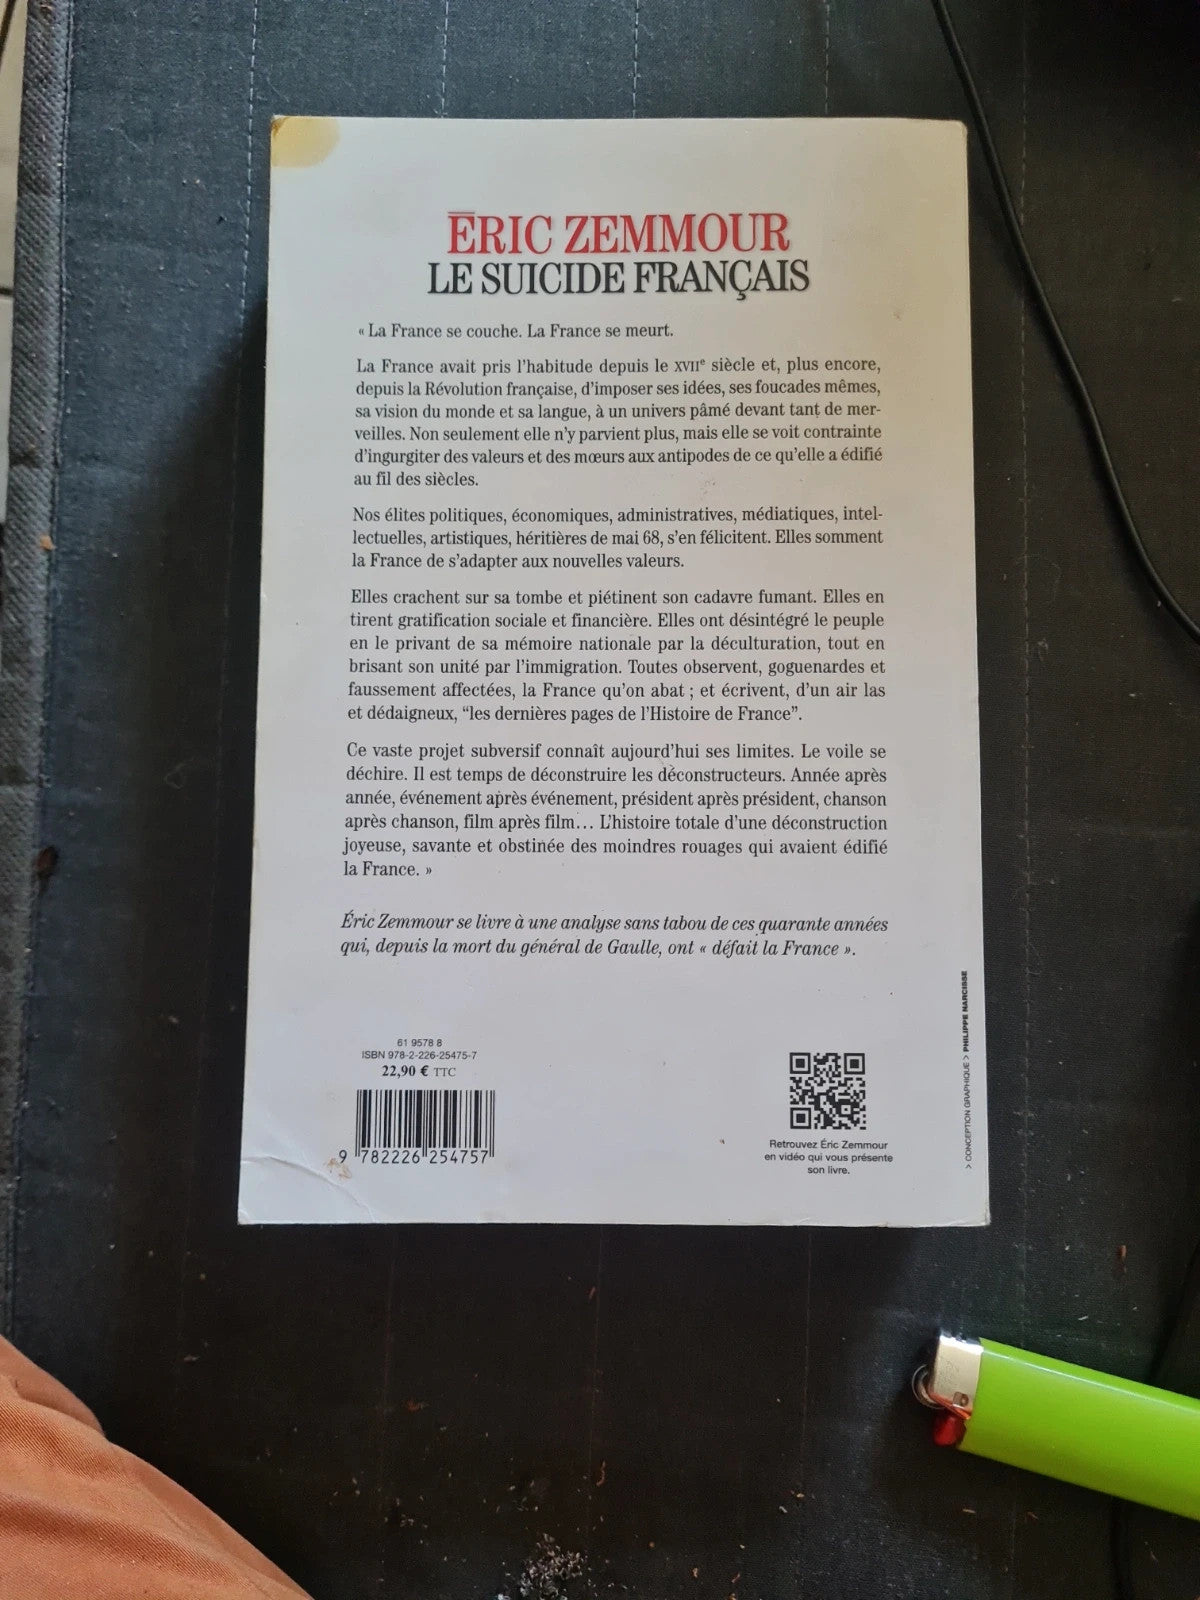 ÉRIC ZEMMOUR
LE SUICIDE FRANÇAIS
« La France se couche. La France se meurt.
La France avait pris l'habitude depuis le XVIIe siècle et, plus encore,
depuis la Révolution française, d'imposer ses idées, ses foucades mêmes,
sa vision du monde et sa langue, à un univers pâmé devant tant de mer-
veilles. Non seulement elle n'y parvient plus, mais elle se voit contrainte
d'ingurgiter des valeurs et des mœurs aux antipodes de ce qu'elle a édifié
au fil des siècles.
Nos élites politiques, économiques, administratives, médiatiques, intel-
lectuelles, artistiques, héritières de mai 68, s'en félicitent. Elles somment
la France de s'adapter aux nouvelles valeurs.
Elles crachent sur sa tombe et piétinent son cadavre fumant. Elles en
tirent gratification sociale et financière. Elles ont désintégré le peuple
en le privant de sa mémoire nationale par la déculturation, tout en
brisant son unité par l'immigration. Toutes observent, goguenardes et
faussement affectées, la France qu'on abat ; et écrivent, d'un air las
et dédaigneux, “les dernières pages de l'Histoire de France”.
Ce vaste projet subversif connaît aujourd'hui ses limites. Le voile se
déchire. Il est temps de déconstruire les déconstructeurs. Année après
année, événement après événement, président après président, chanson
après chanson, film après film… L'histoire totale d'une déconstruction
joyeuse, savante et obstinée des moindres rouages qui avaient édifié
la France. »
Éric Zemmour se livre à une analyse sans tabou de ces quarante années
qui, depuis la mort du général de Gaulle, ont « défait la France ».
61 9578 8
ISBN 978-2-226-25475-7
22,90 € TTC
9 782226 254757
Retrouvez Éric Zemmour
en vidéo qui vous présente
son livre.
> CONCEPTION GRAPHIQUE > PHILIPPE NARCISSE